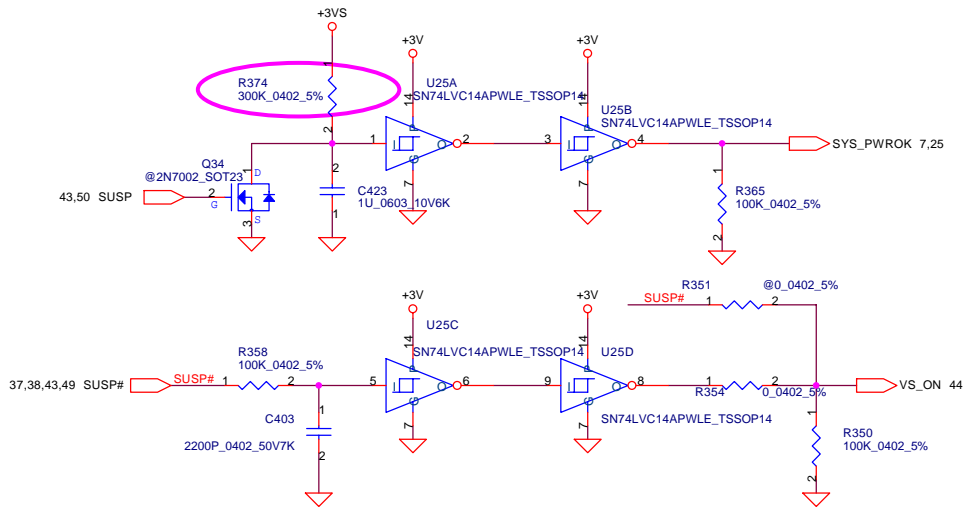 +3VS
+3V
+3V
R374
300K_0402_5%
1
2
U25A
SN74LVC14APWLE_TSSOP14
14
P
G
7
I
O
1
2
U25B
SN74LVC14APWLE_TSSOP14
14
P
G
7
I
O
3
4
SYS_PWROK 7,25
Q34
@2N7002_SOT23
1
D
2
G
3
S
43,50 SUSP
2
C423
1U_0603_10V6K
1
1
R365
100K_0402_5%
2
+3V
+3V
SUSP#
R351
1
2
@0_0402_5%
U25C
SN74LVC14APWLE_TSSOP14
14
P
G
7
I
O
5
6
U25D
SN74LVC14APWLE_TSSOP14
14
P
G
7
I
O
9
8
37,38,43,49 SUSP#
SUSP#
R358
100K_0402_5%
1
2
1
C403
2200P_0402_50V7K
2
1
2
R354
0_0402_5%
VS_ON 44
1
R350
100K_0402_5%
2